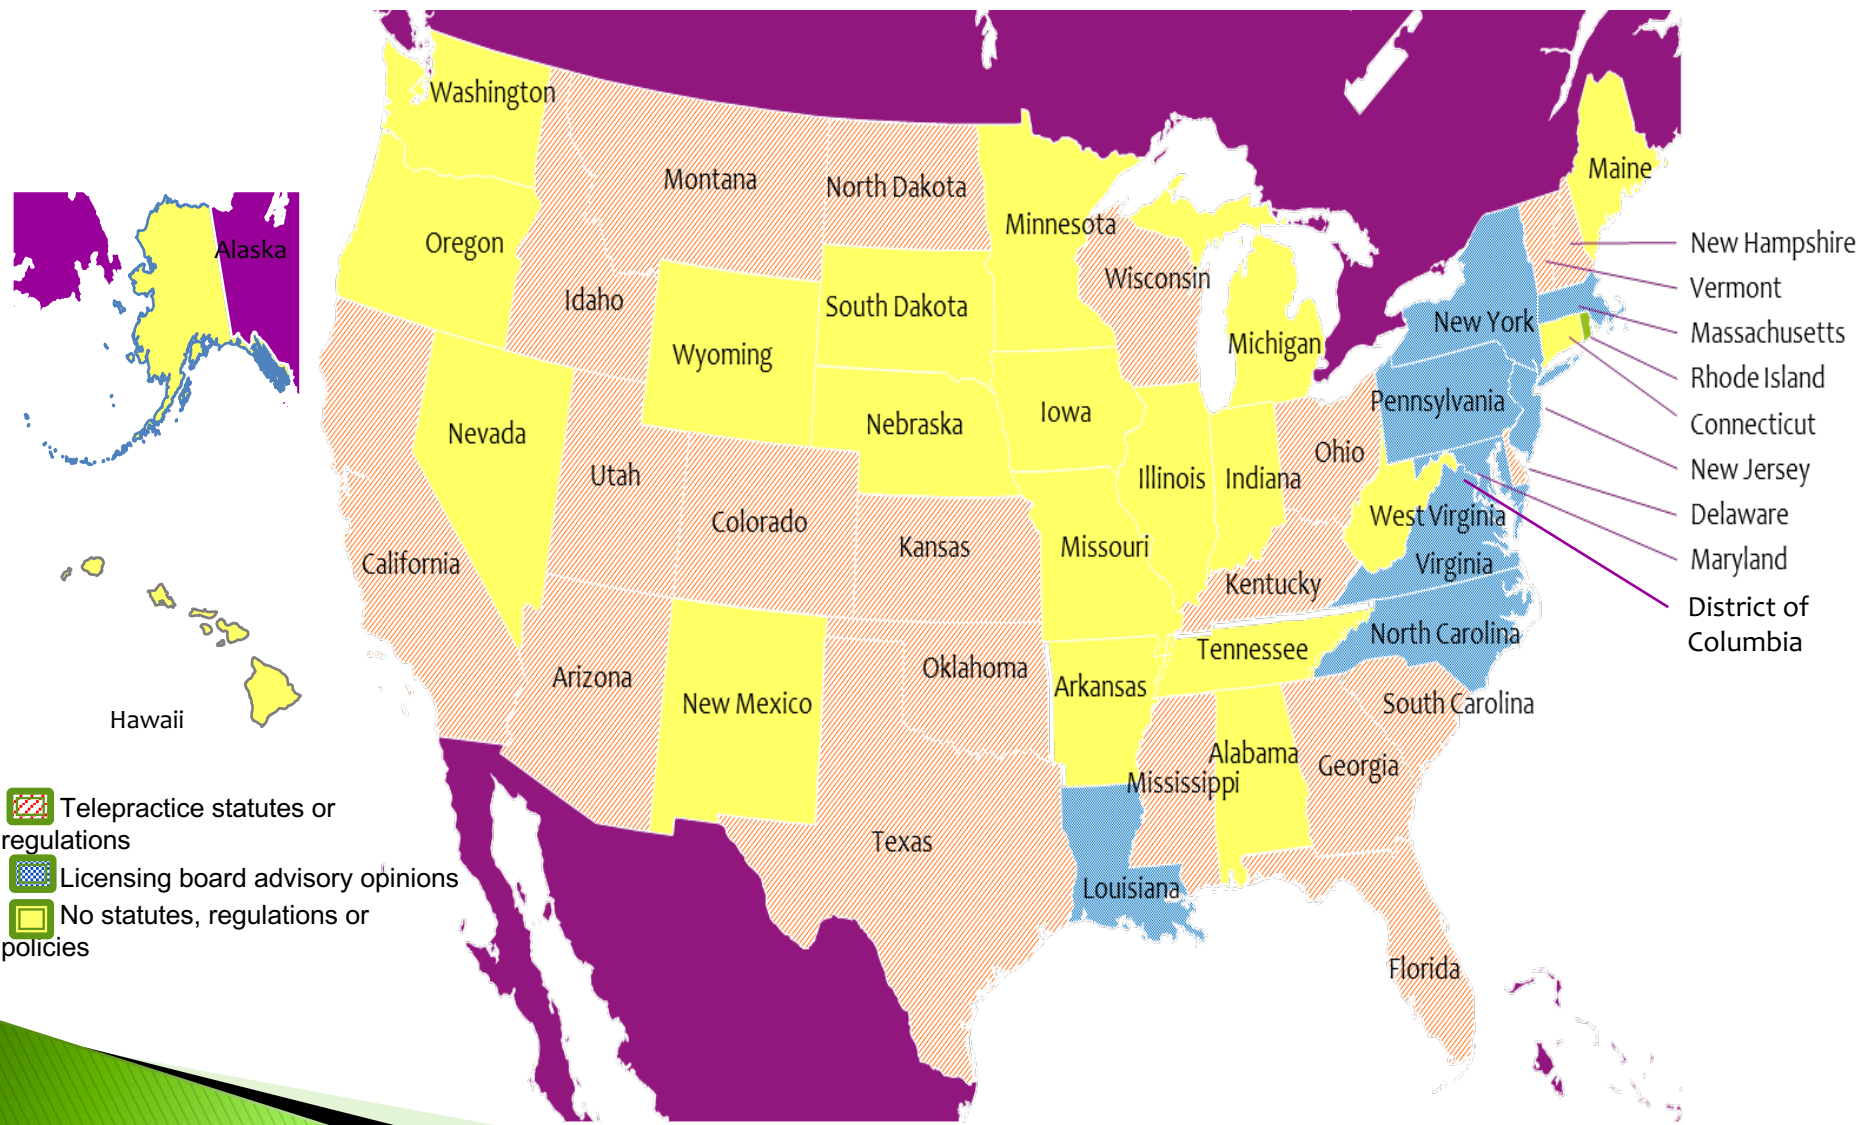 Washington
Montana
North Dakota
Minnesota
Maine
Oregon
Alaska
Idaho
Wisconsin
South Dakota
Michigan
New York
Wyoming
New Hampshire
Vermont
Massachusetts
Rhode Island
Connecticut
New Jersey
Delaware
Maryland
District of
Columbia
Nevada
Nebraska
Iowa
Pennsylvania
Utah
Colorado
Illinois
Indiana
Ohio
California
Kansas
Missouri
West Virginia
Virginia
Kentucky
Arizona
New Mexico
Oklahoma
Arkansas
Tennessee
North Carolina
South Carolina
Hawaii
Texas
Mississippi
Alabama
Georgia
Louisiana
Florida
Telepractice statutes or
regulations
Licensing board advisory opinions
No statutes, regulations or
policies